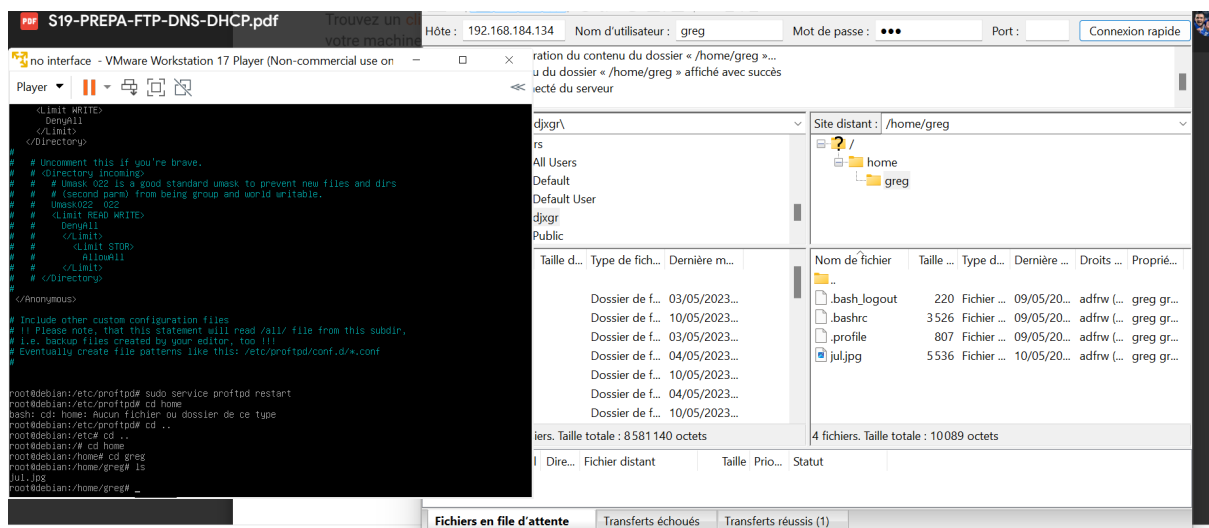 PDF S19-PREPA-FTP-DNS-DHCP.pdf
Trouvez un cl
votre machine
Hôte : 192.168.184.134 Nom d'utilisateur : greg Mot de passe : ●●● Port : Connexion rapide
no interface - VMware Workstation 17 Player (Non-commercial use on
Player
<Limit WRITE>
DenyAll
</Limit>
</Directory>
#
# # Uncomment this if you're brave.
# # <Directory incoming>
# # # Umask 022 is a good standard umask to prevent new files and dirs
# # # (second parm) from being group and world writable.
# # Umask022 022
# # <Limit READ WRITE>
# # DenyAll
# # </Limit>
# # <Limit STOR>
# # AllowAll
# # </Limit>
# # </Directory>
#
</Anonymous>
# Include other custom configuration files
# !! Please note, that this statement will read /all/ file from this subdir,
# i.e. backup files created by your editor, too !!!
# Eventually create file patterns like this: /etc/proftpd/conf.d/*.conf
#
root@debian:/etc/proftpd# sudo service proftpd restart
root@debian:/etc/proftpd# cd home
bash: cd: home: Aucun fichier ou dossier de ce type
root@debian:/etc/proftpd# cd ..
root@debian:/etc# cd ..
root@debian:/# cd home
root@debian:/home# cd greg
root@debian:/home/greg# ls
jul.jpg
root@debian:/home/greg# _
ration du contenu du dossier « /home/greg »...
u du dossier « /home/greg » affiché avec succès
ecté du serveur
djxgr\
rs
All Users
Default
Default User
djxgr
Public
Site distant : /home/greg
/
home
greg
Taille d... Type de fich... Dernière m...
Dossier de f... 03/05/2023...
Dossier de f... 10/05/2023...
Dossier de f... 03/05/2023...
Dossier de f... 04/05/2023...
Dossier de f... 10/05/2023...
Dossier de f... 04/05/2023...
Dossier de f... 10/05/2023...
iers. Taille totale : 8 581 140 octets
Nom de fichier Taille ... Type d... Dernière ... Droits ... Proprié...
..
.bash_logout 220 Fichier ... 09/05/20... adfrw (... greg gr...
.bashrc 3 526 Fichier ... 09/05/20... adfrw (... greg gr...
.profile 807 Fichier ... 09/05/20... adfrw (... greg gr...
jul.jpg 5 536 Fichier ... 10/05/20... adfrw (... greg gr...
4 fichiers. Taille totale : 10 089 octets
l Dire... Fichier distant Taille Prio... Statut
Fichiers en file d'attente Transferts échoués Transferts réussis (1)